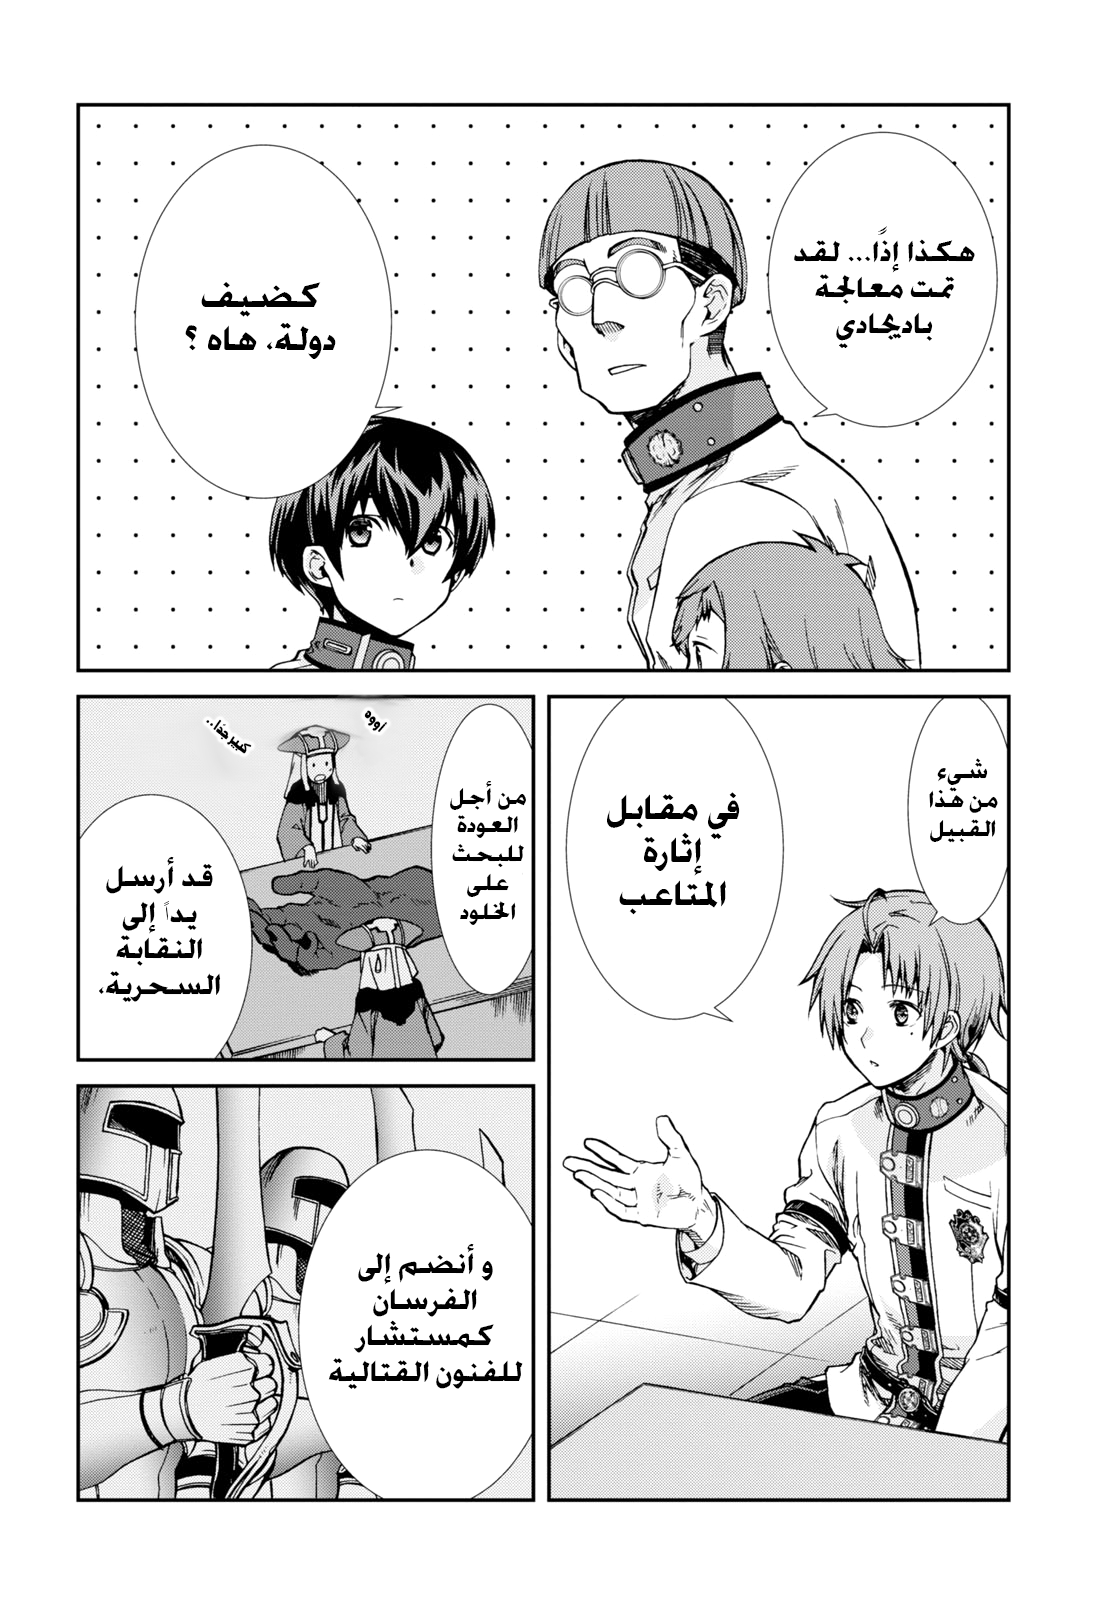 هكذا إذًا... لقد
تمت معالجة
باديجادي
كضيف
دولة، هاه ؟
شيء
من هذا
القبيل
في مقابل
إثارة
المتاعب
من أجل
العودة
للبحث
على
الخلود
اووه
كبير جدًا..
قد أرسل
يداً إلى
النقابة
السحرية،
و أنضم إلى
الفرسان
كمستشار
للفنون القتالية